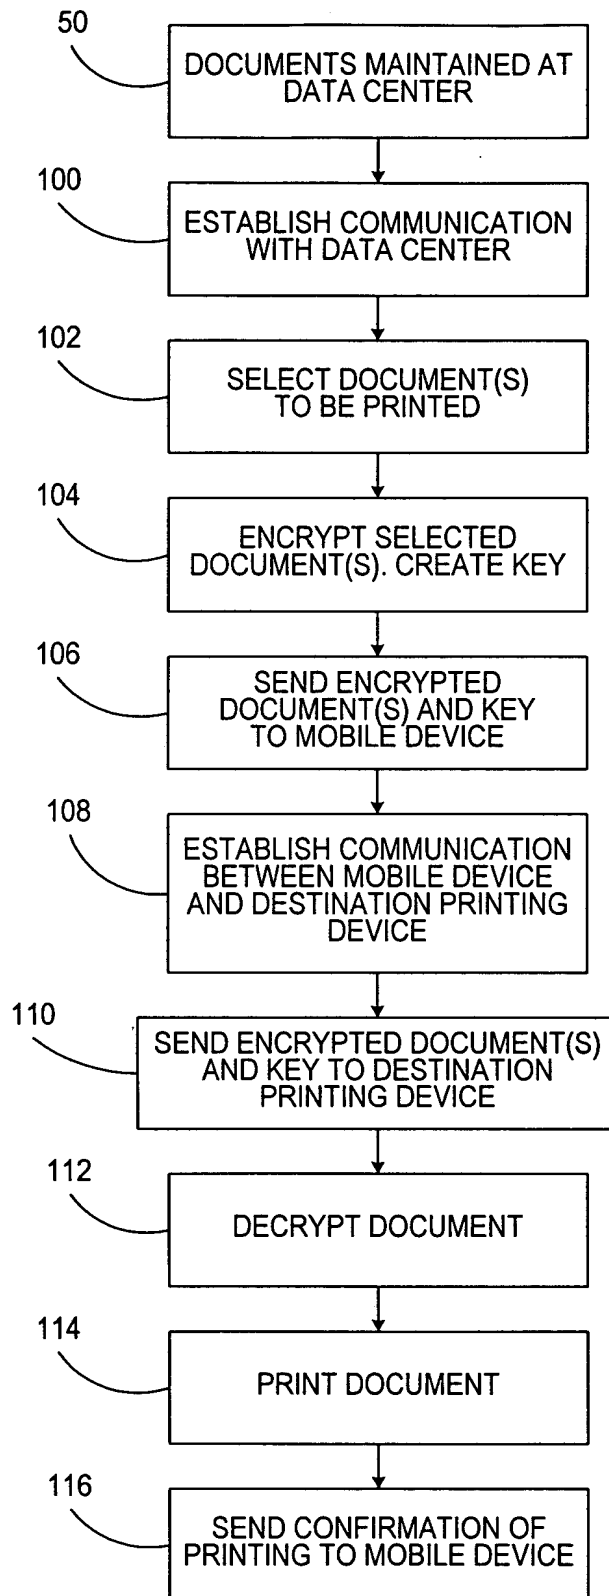 50
DOCUMENTS MAINTAINED AT
DATA CENTER
100
ESTABLISH COMMUNICATION
WITH DATA CENTER
102
SELECT DOCUMENT(S)
TO BE PRINTED
104
ENCRYPT SELECTED
DOCUMENT(S). CREATE KEY
106
SEND ENCRYPTED
DOCUMENT(S) AND KEY
TO MOBILE DEVICE
108
ESTABLISH COMMUNICATION
BETWEEN MOBILE DEVICE
AND DESTINATION PRINTING
DEVICE
110
SEND ENCRYPTED DOCUMENT(S)
AND KEY TO DESTINATION
PRINTING DEVICE
112
DECRYPT DOCUMENT
114
PRINT DOCUMENT
116
SEND CONFIRMATION OF
PRINTING TO MOBILE DEVICE